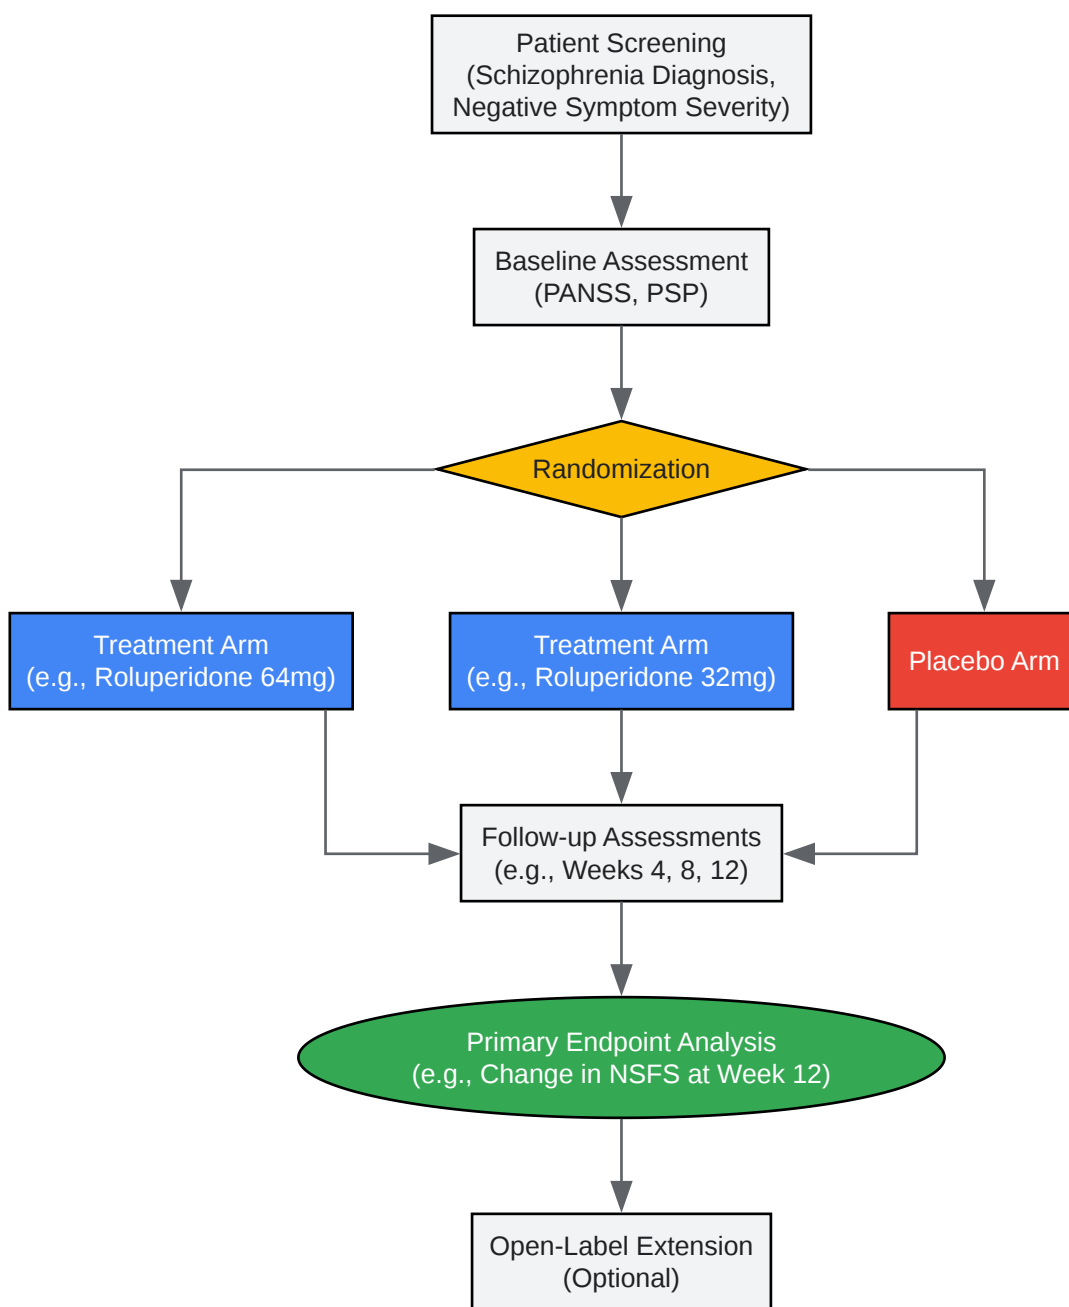 Patient Screening
(Schizophrenia Diagnosis,
Negative Symptom Severity)
Baseline Assessment
(PANSS, PSP)
Randomization
Treatment Arm
(e.g., Roluperidone 64mg)
Treatment Arm
(e.g., Roluperidone 32mg)
Placebo Arm
Follow-up Assessments
(e.g., Weeks 4, 8, 12)
Primary Endpoint Analysis
(e.g., Change in NSFS at Week 12)
Open-Label Extension
(Optional)